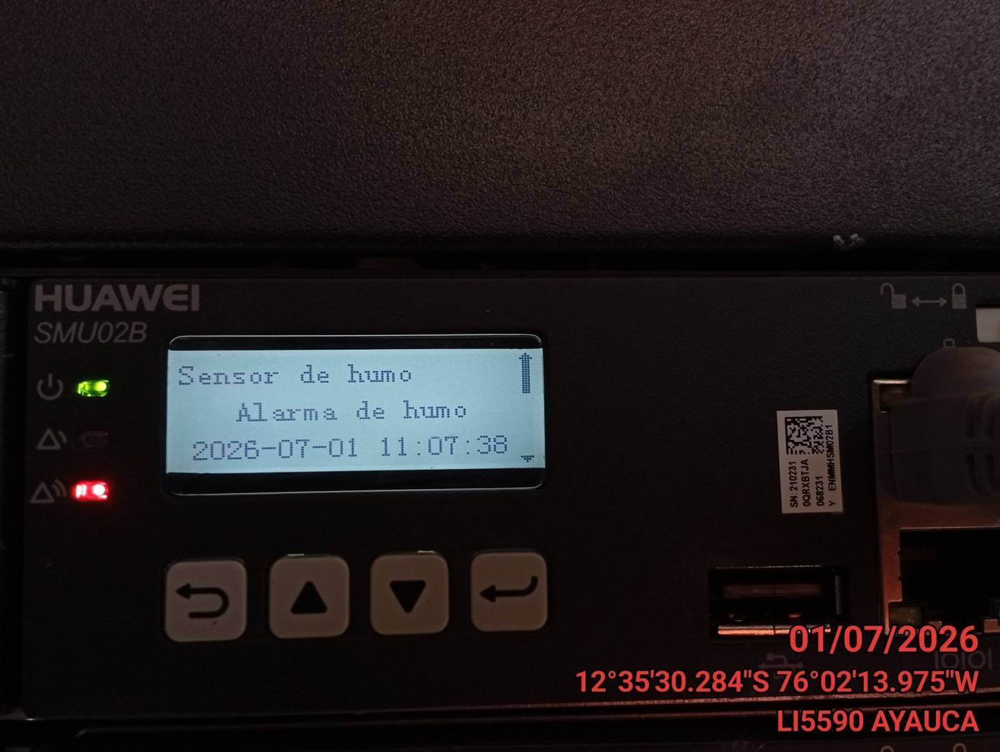 HUAWEI
SMU02B
Sensor de humo
Alarma de humo
2026-07-01 11:07:38
SN:210231
0QRXBTJA
068231
Y ENMMHSM02B1
01/07/2026
12°35'30.284"S 76°02'13.975"W
LI5590 AYAUCA